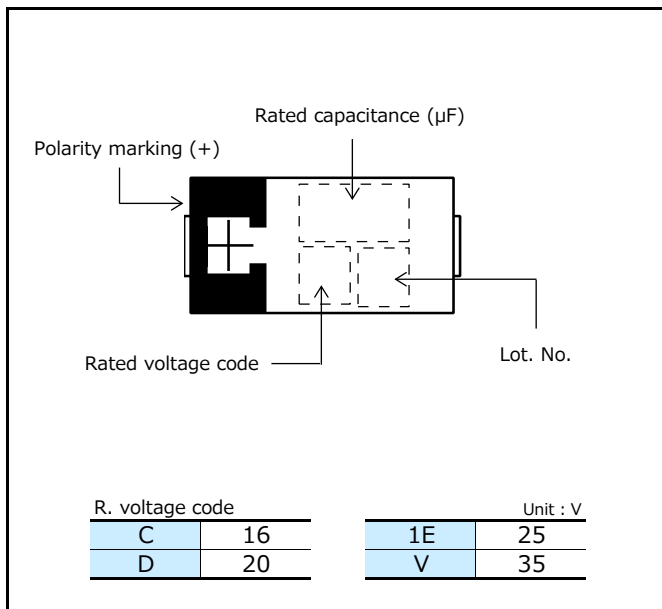 Rated capacitance (µF)
Polarity marking (+)
Rated voltage code
Lot. No.
R. voltage code
Unit : V
C 16 1E 25
D 20 V 35